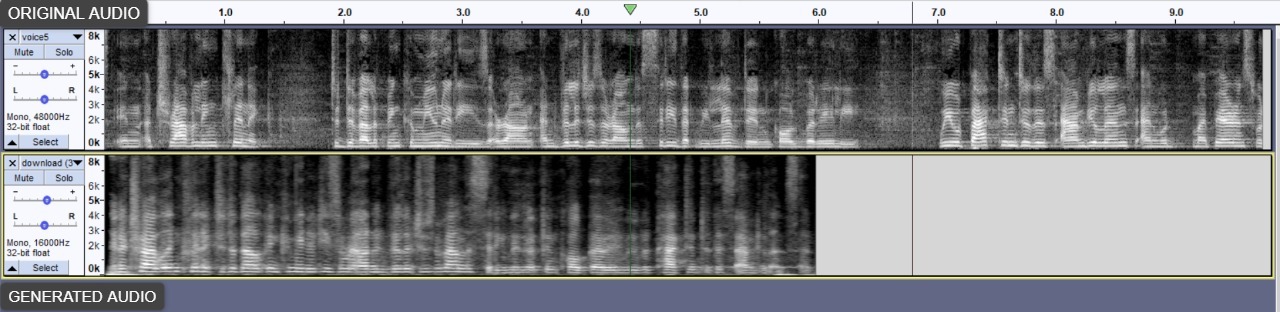 ORIGINAL AUDIO
1.0 2.0 3.0 4.0 5.0 6.0 7.0 8.0 9.0
× voice5 ▼
Mute Solo
- +
L R
Mono, 48000Hz
32-bit float
▲ Select
8k
6k
5k
4k
3k
2k
0k
× download (3▼
Mute Solo
- +
L R
Mono, 16000Hz
32-bit float
▲ Select
8k
6k
5k
4k
3k
2k
0k
GENERATED AUDIO